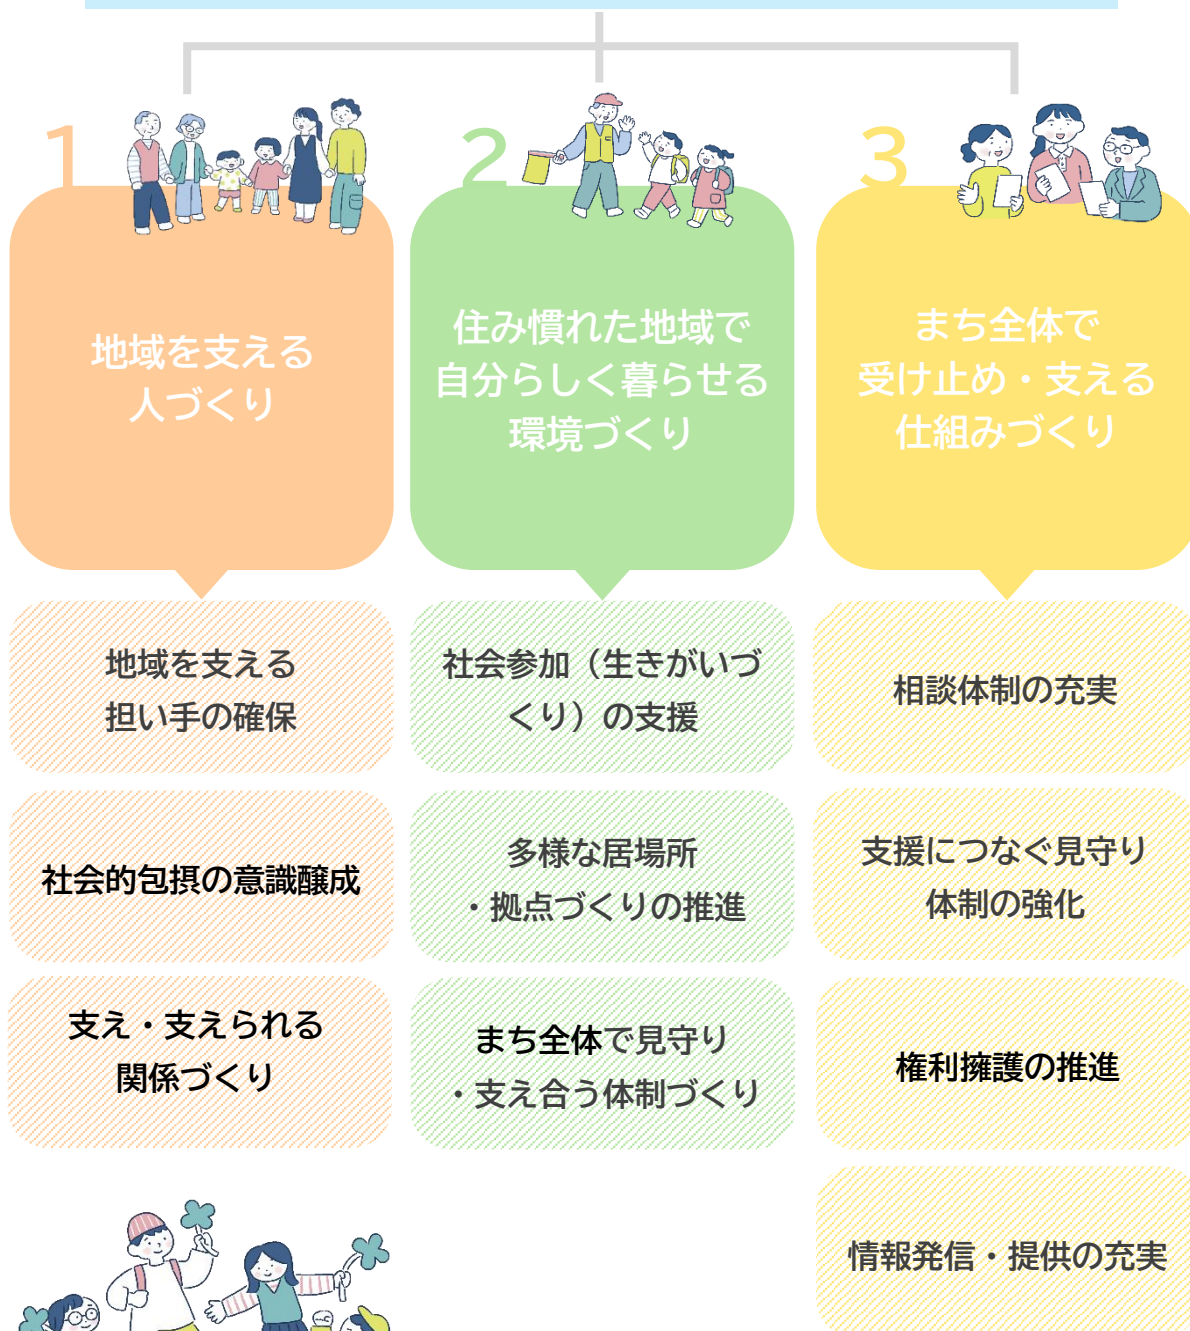 1
地域を支える
人づくり
地域を支える
担い手の確保
社会的包摂の意識醸成
支え・支えられる
関係づくり
2
住み慣れた地域で
自分らしく暮らせる
環境づくり
社会参加（生きがいづ
くり）の支援
多様な居場所
・拠点づくりの推進
まち全体で見守り
・支え合う体制づくり
3
まち全体で
受け止め・支える
仕組みづくり
相談体制の充実
支援につなぐ見守り
体制の強化
権利擁護の推進
情報発信・提供の充実